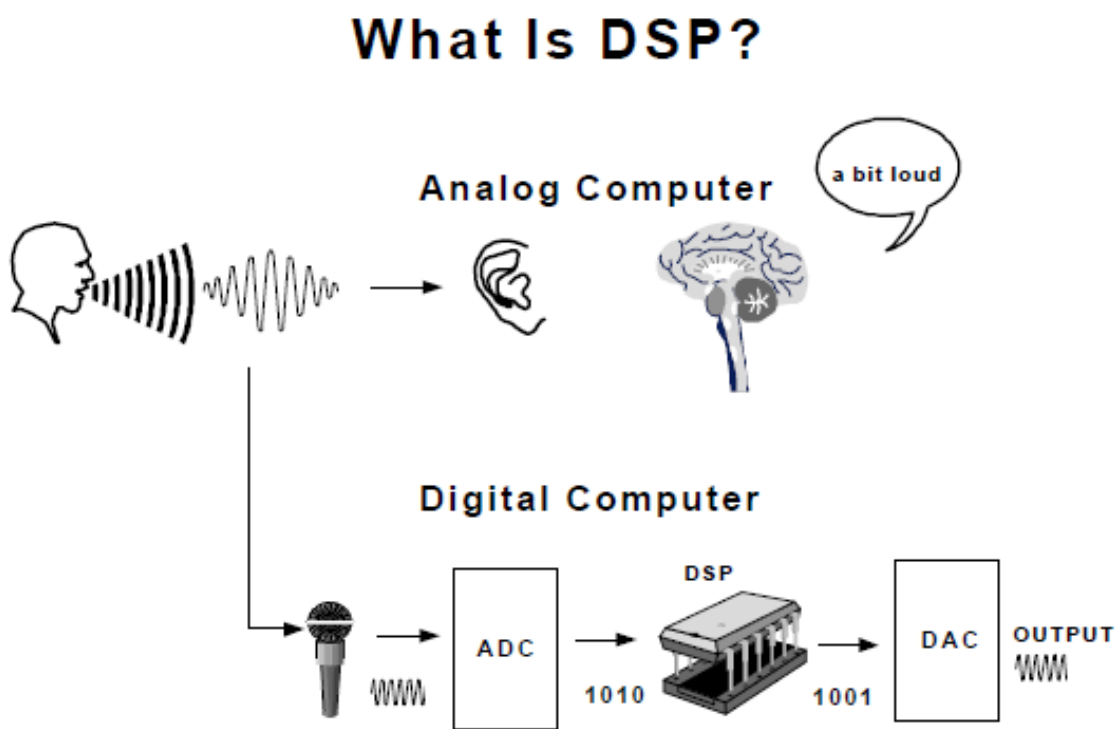 What Is DSP?
a bit loud
Analog Computer
Digital Computer
DSP
ADC
DAC
OUTPUT
1010
1001